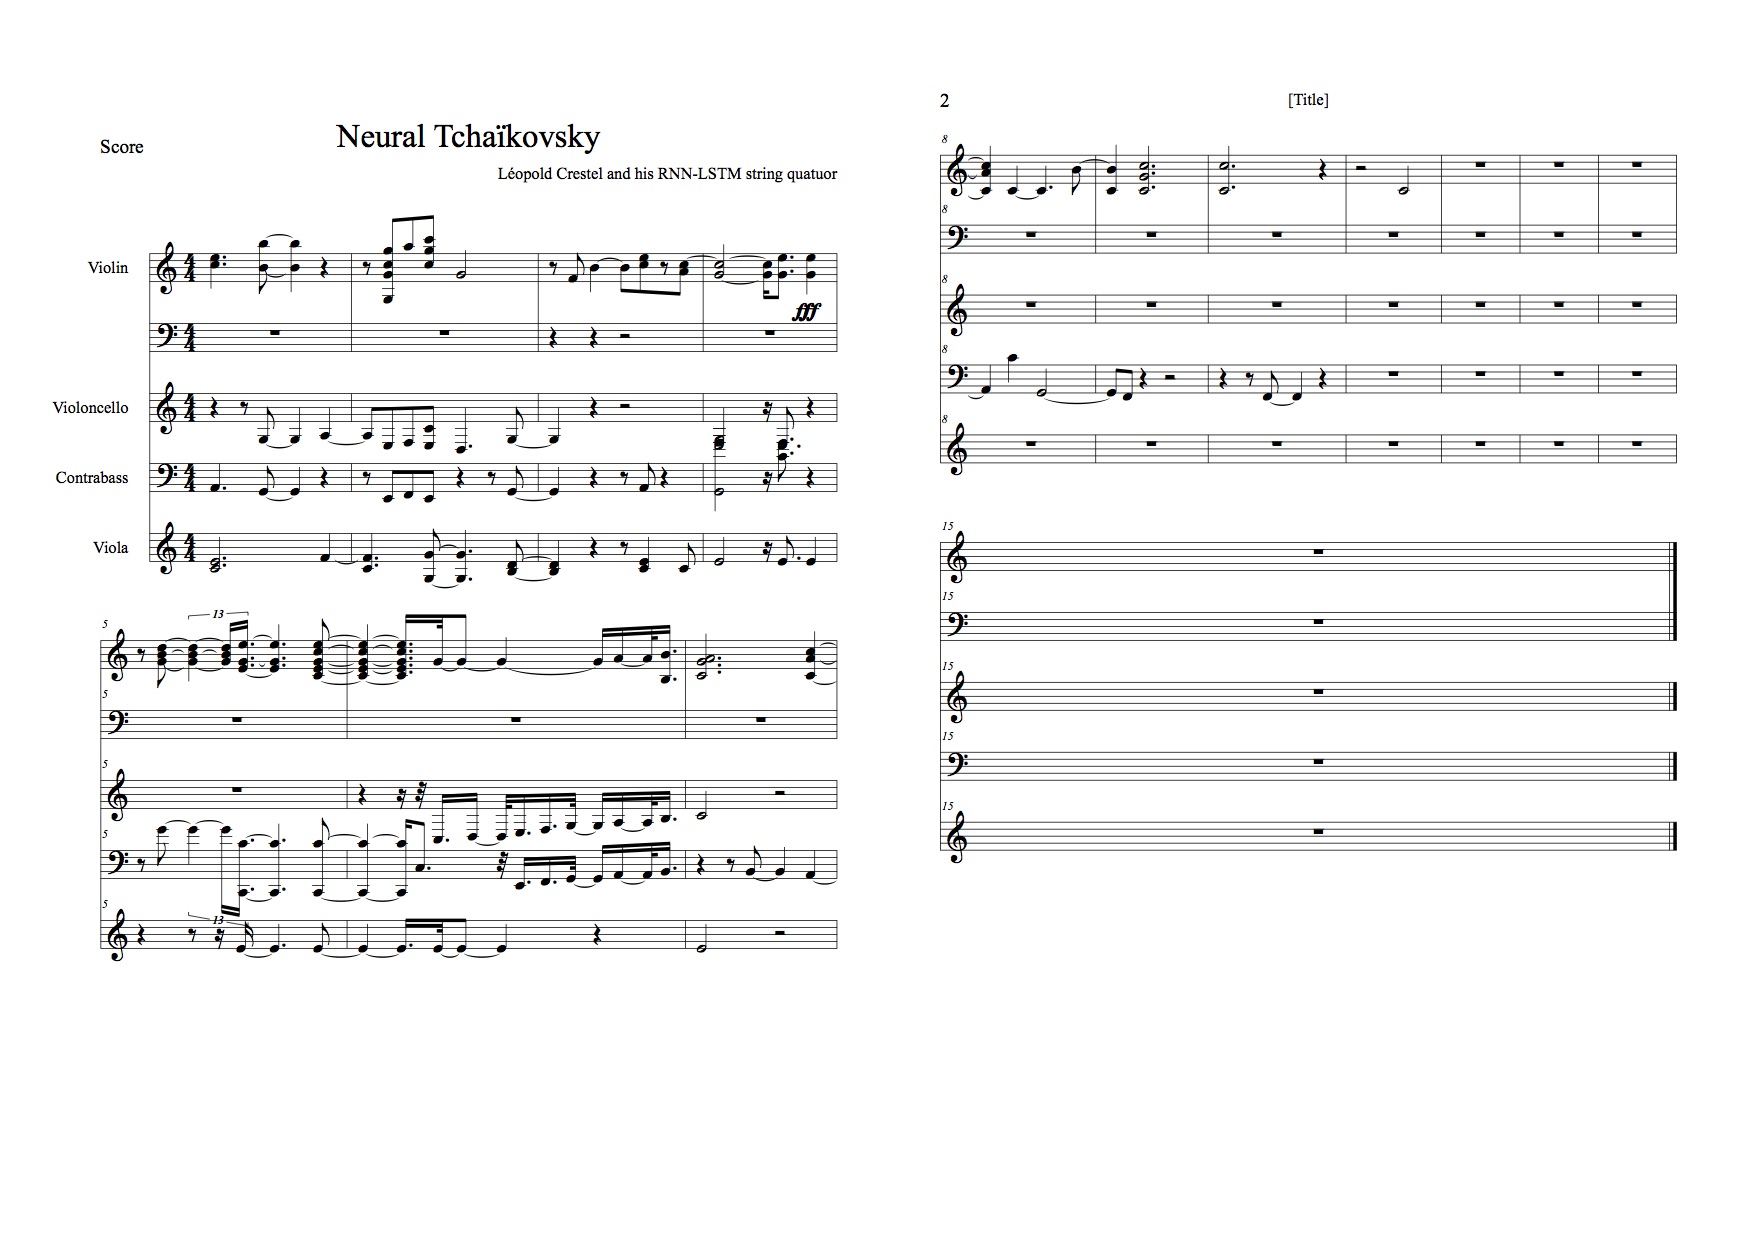 Score
Neural Tchaïkovsky
Léopold Crestel and his RNN-LSTM string quatuor
Violin
fff
Violoncello
Contrabass
Viola
5
13
5
5
5
5
13
2
[Title]
8
8
8
8
8
15
15
15
15
15